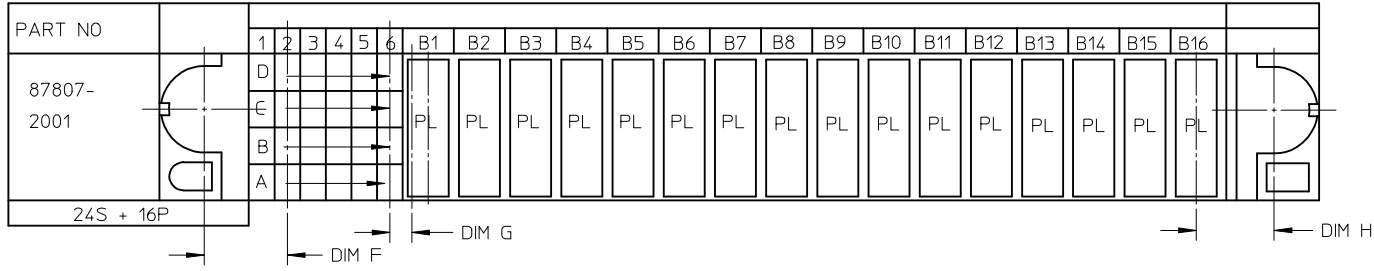 PART NO
1 2 3 4 5 6 B1 B2 B3 B4 B5 B6 B7 B8 B9 B10 B11 B12 B13 B14 B15 B16
87807-
2001
D
C
B
A
PL PL PL PL PL PL PL PL PL PL PL PL PL PL PL PL
24S + 16P
DIM F
DIM G
DIM H